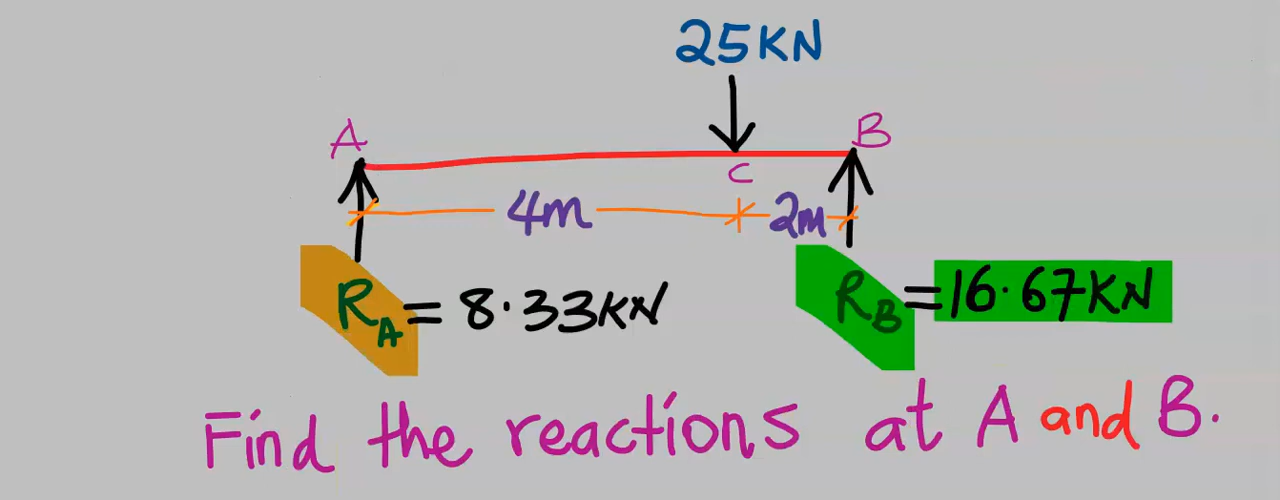 25KN
A B
C
4m 2m
RA = 8.33KN RB = 16.67KN
Find the reactions at A and B.